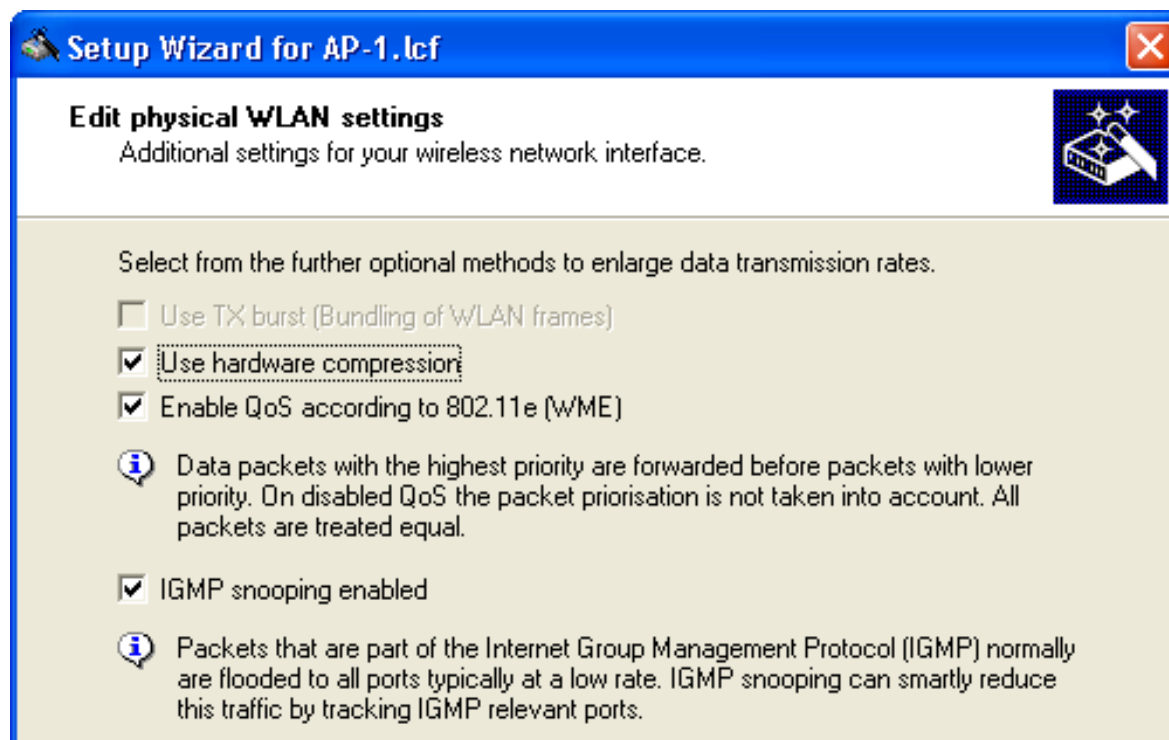 Setup Wizard for AP-1.lcf
Edit physical WLAN settings
Additional settings for your wireless network interface.
Select from the further optional methods to enlarge data transmission rates.
Use TX burst (Bundling of WLAN frames)
Use hardware compression
Enable QoS according to 802.11e (WME)
Data packets with the highest priority are forwarded before packets with lower
priority. On disabled QoS the packet priorisation is not taken into account. All
packets are treated equal.
IGMP snooping enabled
Packets that are part of the Internet Group Management Protocol (IGMP) normally
are flooded to all ports typically at a low rate. IGMP snooping can smartly reduce
this traffic by tracking IGMP relevant ports.